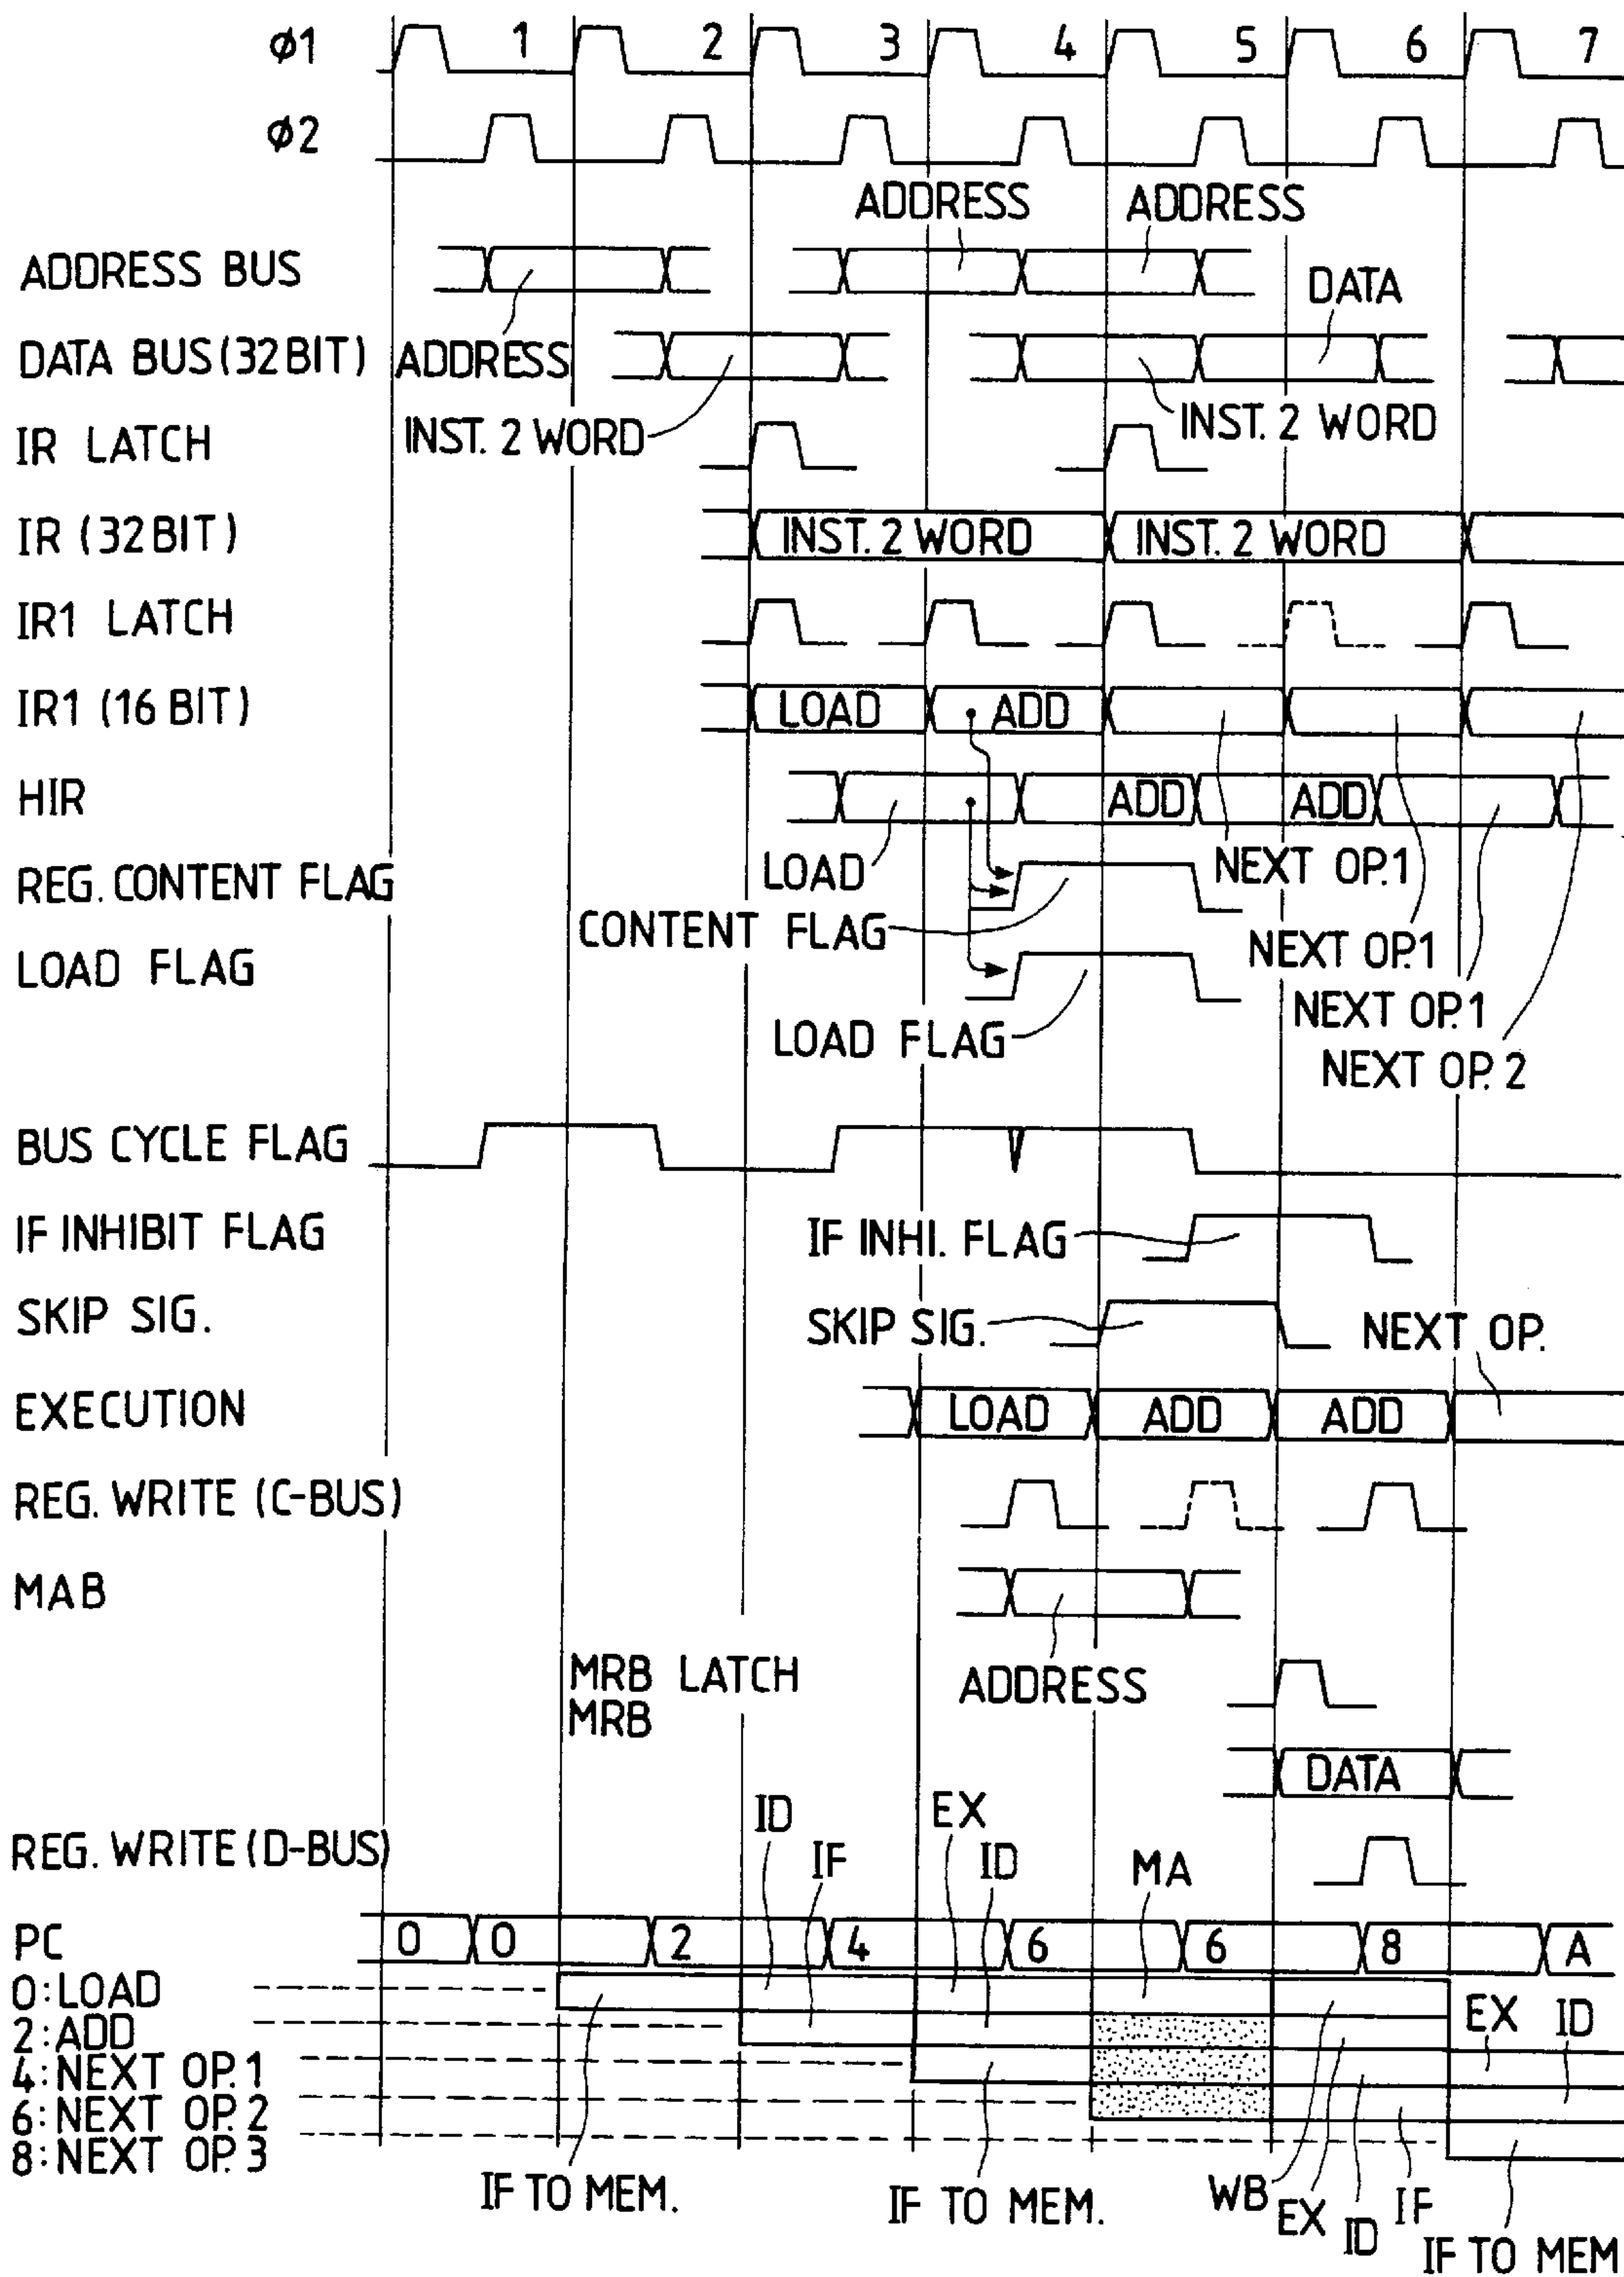 ø1 1 2 3 4 5 6 7
ø2
ADDRESS ADDRESS
ADDRESS BUS
DATA
DATA BUS (32BIT) ADDRESS
INST. 2 WORD INST. 2 WORD
IR LATCH
IR (32BIT) INST. 2 WORD INST. 2 WORD
IR1 LATCH
IR1 (16 BIT) LOAD ADD
HIR ADD ADD
LOAD NEXT OP.1
REG. CONTENT FLAG
CONTENT FLAG NEXT OP.1
LOAD FLAG
NEXT OP.1
LOAD FLAG
NEXT OP. 2
BUS CYCLE FLAG
IF INHIBIT FLAG IF INHI. FLAG
SKIP SIG. SKIP SIG. NEXT OP.
EXECUTION LOAD ADD ADD
REG. WRITE (C-BUS)
MAB
MRB LATCH ADDRESS
MRB
DATA
ID EX
REG. WRITE (D-BUS) IF ID MA
PC 0 0 2 4 6 6 8 A
0:LOAD
2:ADD EX ID
4:NEXT OP.1
6:NEXT OP. 2
8:NEXT OP. 3
IF TO MEM. IF TO MEM. WB EX ID IF
IF TO MEM